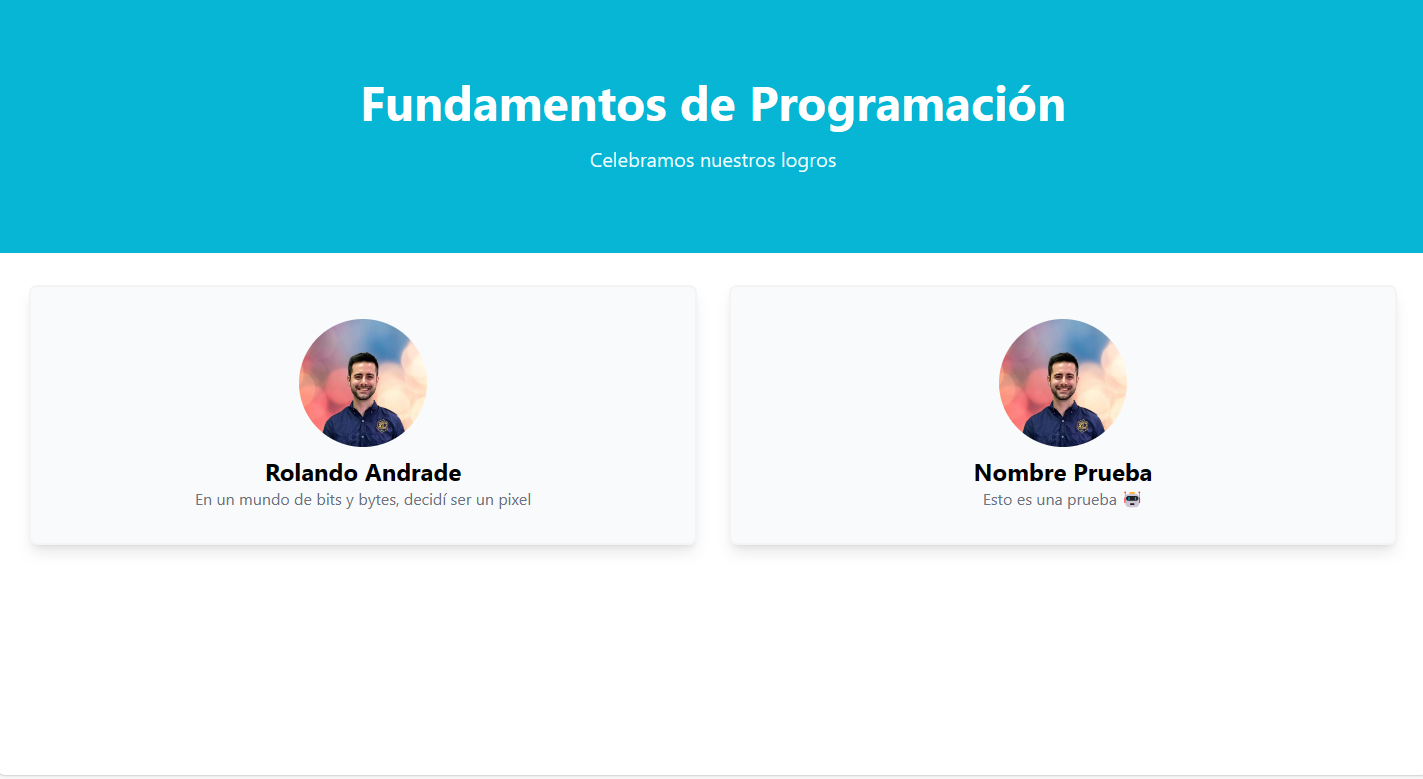 Fundamentos de Programación
Celebramos nuestros logros
Rolando Andrade
En un mundo de bits y bytes, decidí ser un pixel
Nombre Prueba
Esto es una prueba 🤖